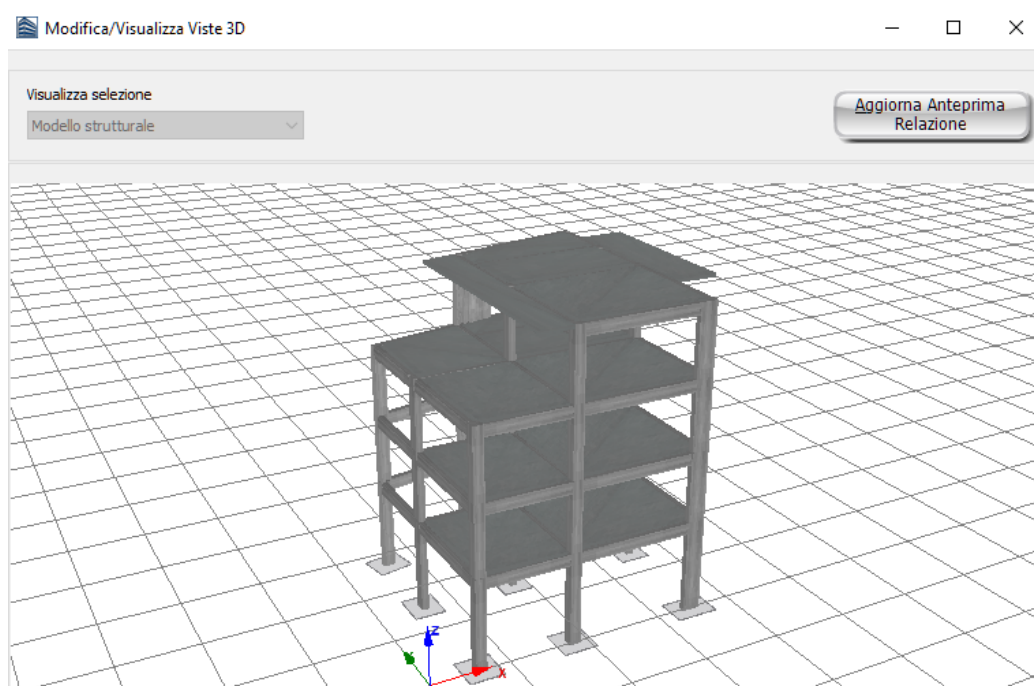 Modifica/Visualizza Viste 3D
Visualizza selezione
Modello strutturale
Aggiorna Anteprima
Relazione
Z
X